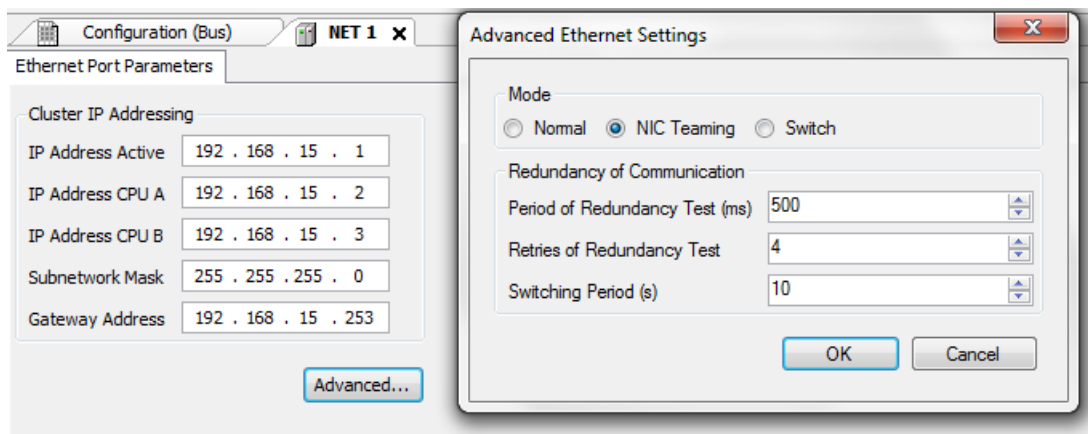 Configuration (Bus)
NET 1
Ethernet Port Parameters
Cluster IP Addressing
IP Address Active 192 . 168 . 15 . 1
IP Address CPU A 192 . 168 . 15 . 2
IP Address CPU B 192 . 168 . 15 . 3
Subnetwork Mask 255 . 255 . 255 . 0
Gateway Address 192 . 168 . 15 . 253
Advanced...
Advanced Ethernet Settings
Mode
Normal NIC Teaming Switch
Redundancy of Communication
Period of Redundancy Test (ms) 500
Retries of Redundancy Test 4
Switching Period (s) 10
OK Cancel